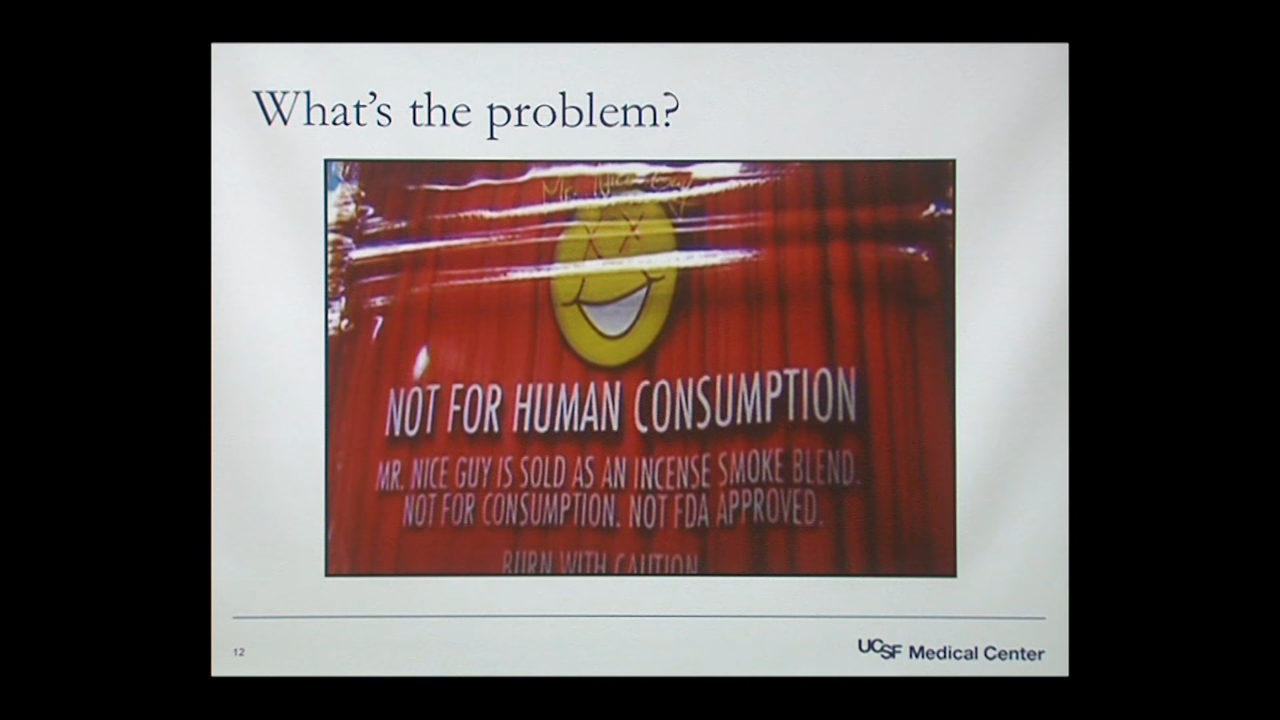 What's the problem?
Mr. Nice Guy
NOT FOR HUMAN CONSUMPTION
MR. NICE GUY IS SOLD AS AN INCENSE SMOKE BLEND.
NOT FOR CONSUMPTION. NOT FDA APPROVED.
BURN WITH CAUTION
12
UCSF Medical Center